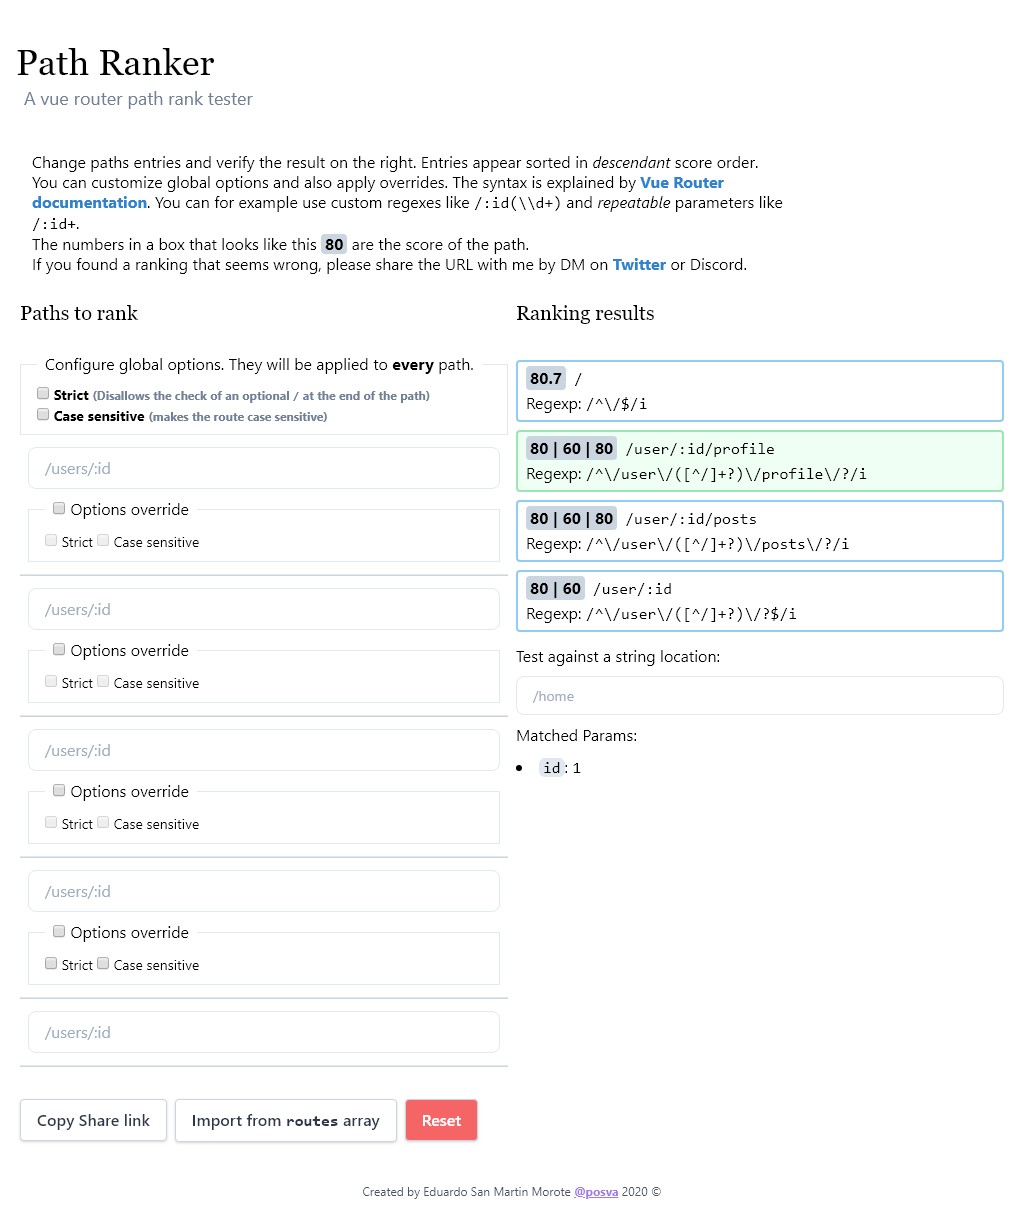 Path Ranker
A vue router path rank tester
Change paths entries and verify the result on the right. Entries appear sorted in descendant score order.
You can customize global options and also apply overrides. The syntax is explained by Vue Router
documentation. You can for example use custom regexes like /:id(\\d+) and repeatable parameters like
/:id+.
The numbers in a box that looks like this 80 are the score of the path.
If you found a ranking that seems wrong, please share the URL with me by DM on Twitter or Discord.
Paths to rank
Configure global options. They will be applied to every path.
Strict (Disallows the check of an optional / at the end of the path)
Case sensitive (makes the route case sensitive)
/users/:id
Options override
Strict Case sensitive
/users/:id
Options override
Strict Case sensitive
/users/:id
Options override
Strict Case sensitive
/users/:id
Options override
Strict Case sensitive
/users/:id
Ranking results
80.7 /
Regexp: /^\/$/i
80 | 60 | 80 /user/:id/profile
Regexp: /^\/user\/([^/]+?)\/profile\/?/i
80 | 60 | 80 /user/:id/posts
Regexp: /^\/user\/([^/]+?)\/posts\/?/i
80 | 60 /user/:id
Regexp: /^\/user\/([^/]+?)\/?$/i
Test against a string location:
/home
Matched Params:
id: 1
Copy Share link
Import from routes array
Reset
Created by Eduardo San Martin Morote @posva 2020 ©